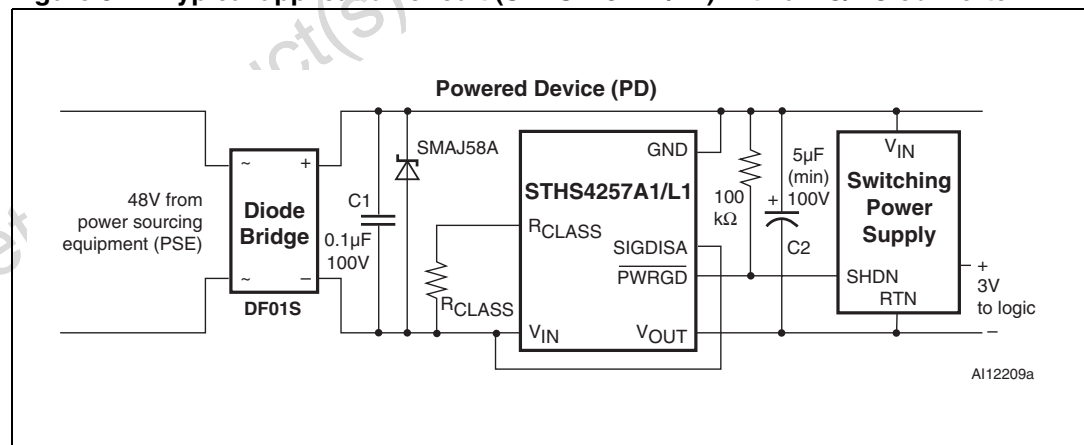 Powered Device (PD)
48V from
power sourcing
equipment (PSE)
~ +
Diode
Bridge
~ –
DF01S
C1
0.1µF
100V
SMAJ58A
RCLASS
STHS4257A1/L1
GND
RCLASS
SIGDISA
PWRGD
VIN VOUT
100
kΩ
5µF
(min)
+ 100V
C2
VIN
Switching
Power
Supply
SHDN
RTN
+
3V
to logic
–
AI12209a